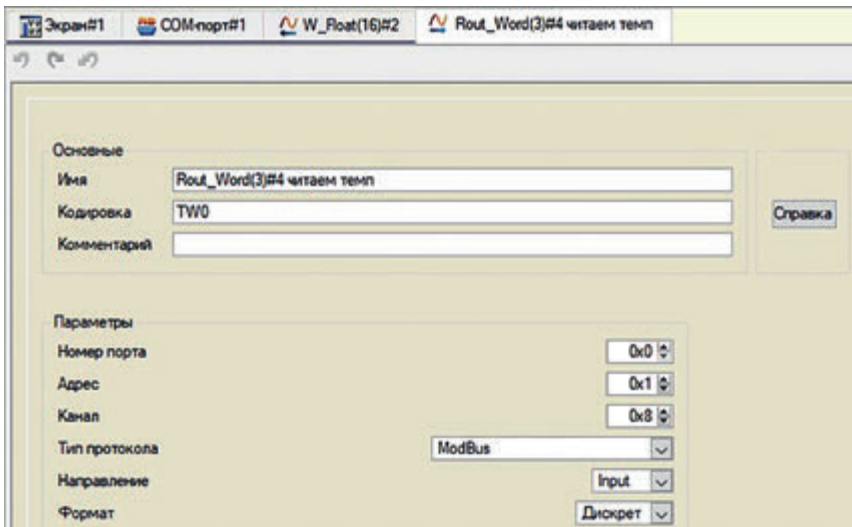 Экран#1 COM-порт#1 W_Float(16)#2 Rout_Word(3)#4 читаем темп
Основные
Имя Rout_Word(3)#4 читаем темп
Кодировка TW0
Справка
Комментарий
Параметры
Номер порта 0x0
Адрес 0x1
Канал 0x8
Тип протокола ModBus
Направление Input
Формат Дискрет